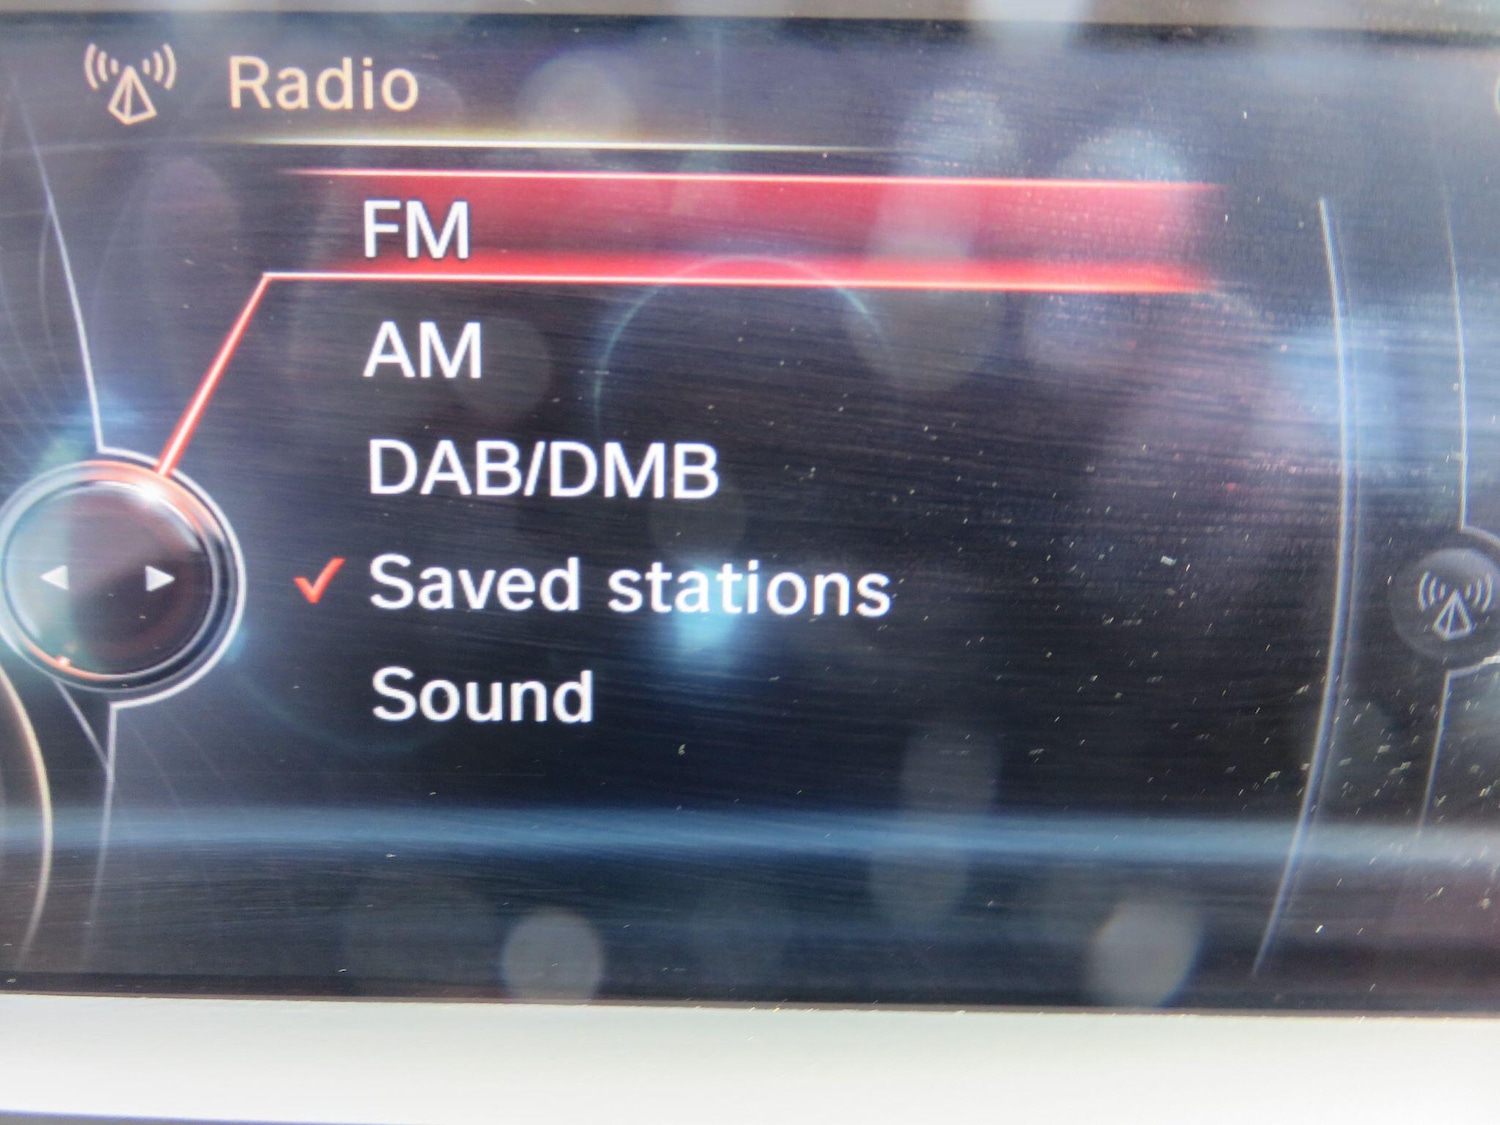 Radio
FM
AM
DAB/DMB
Saved stations
Sound